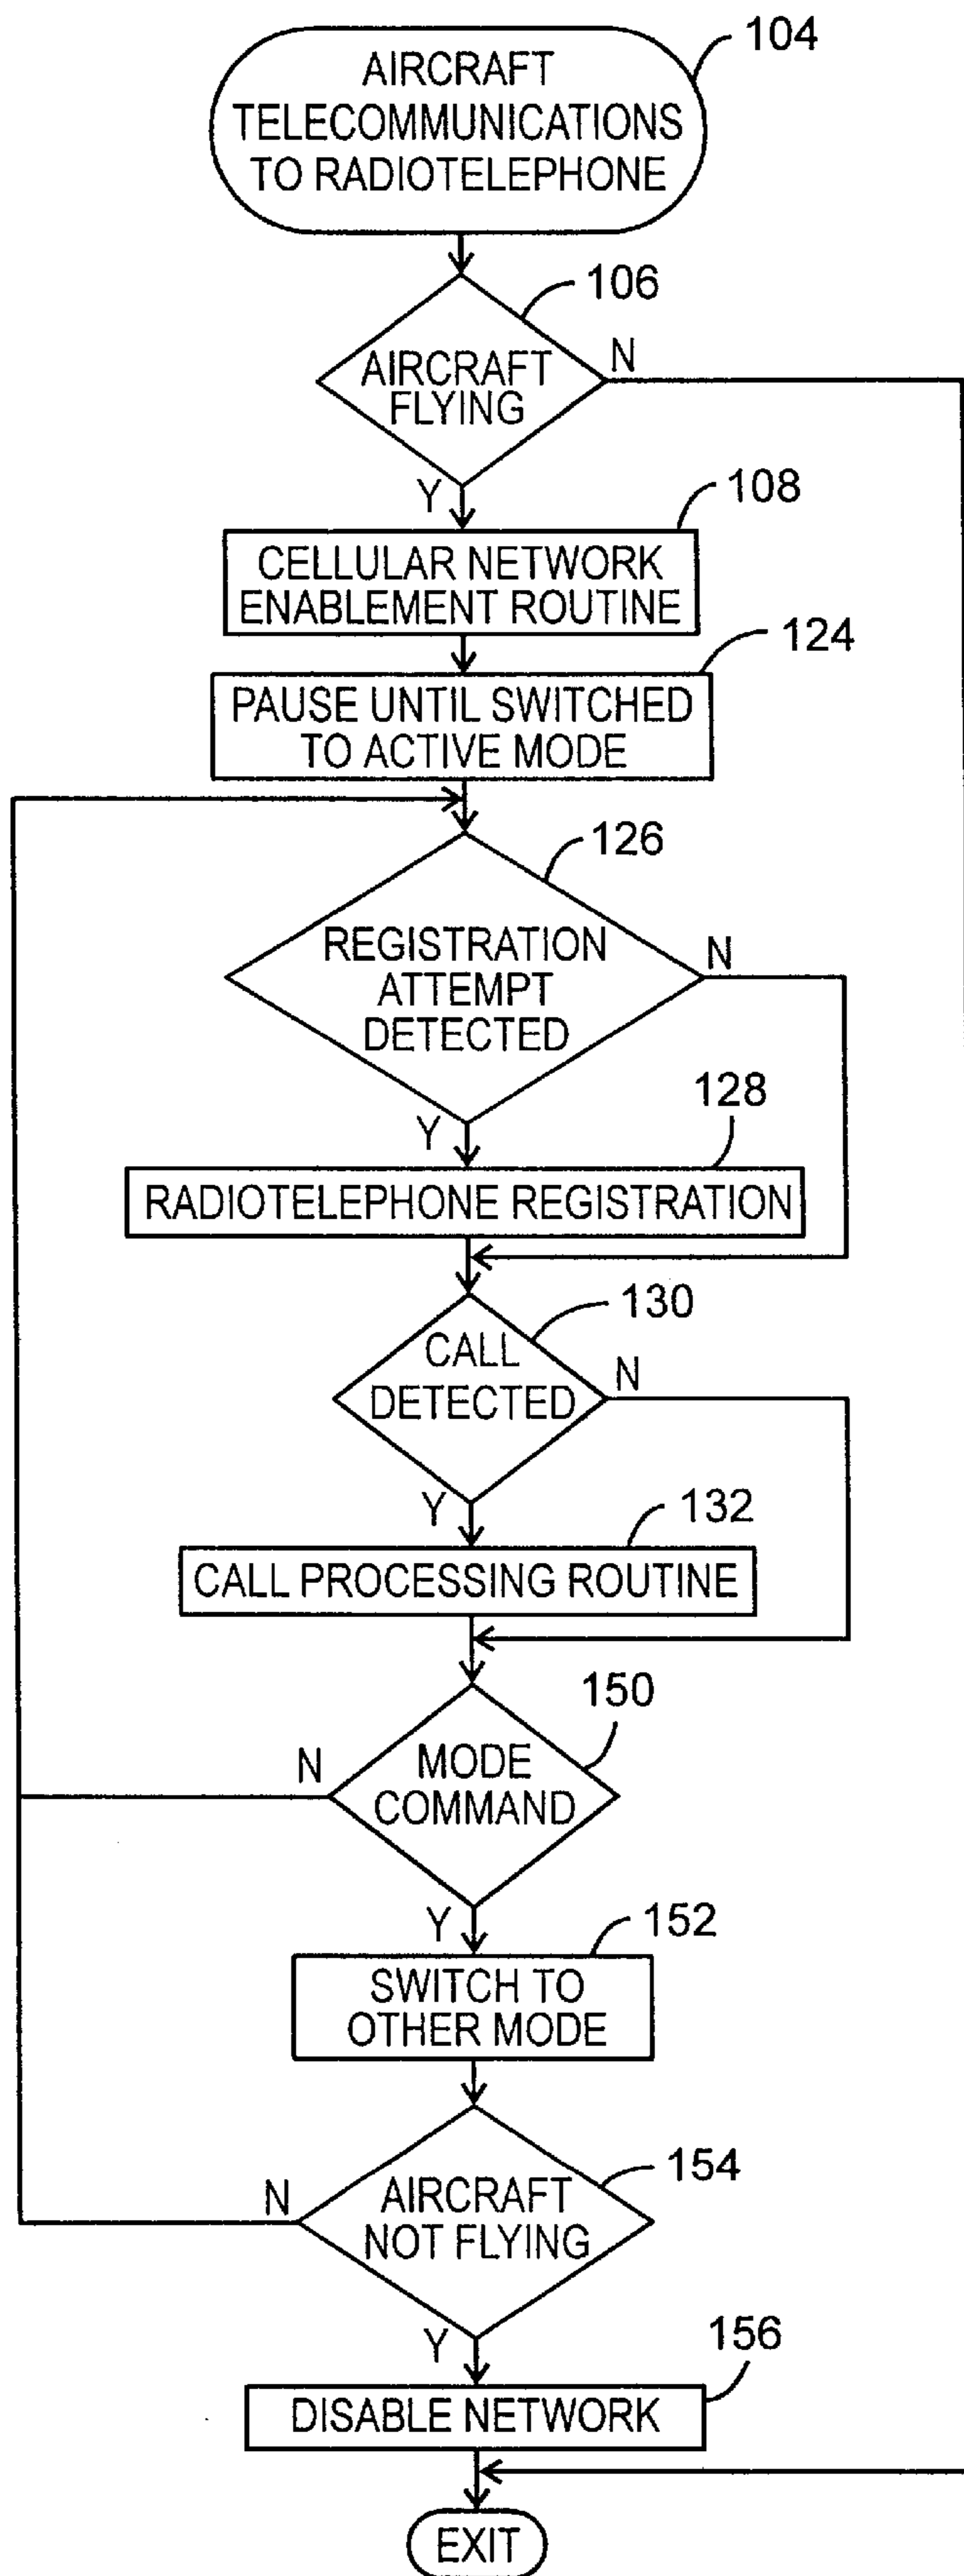 104
AIRCRAFT
TELECOMMUNICATIONS
TO RADIOTELEPHONE
106
AIRCRAFT
FLYING
N
Y
108
CELLULAR NETWORK
ENABLEMENT ROUTINE
124
PAUSE UNTIL SWITCHED
TO ACTIVE MODE
126
REGISTRATION
ATTEMPT
DETECTED
N
Y
128
RADIOTELEPHONE REGISTRATION
130
CALL
DETECTED
N
Y
132
CALL PROCESSING ROUTINE
150
MODE
COMMAND
N
Y
152
SWITCH TO
OTHER MODE
154
AIRCRAFT
NOT FLYING
N
Y
156
DISABLE NETWORK
EXIT